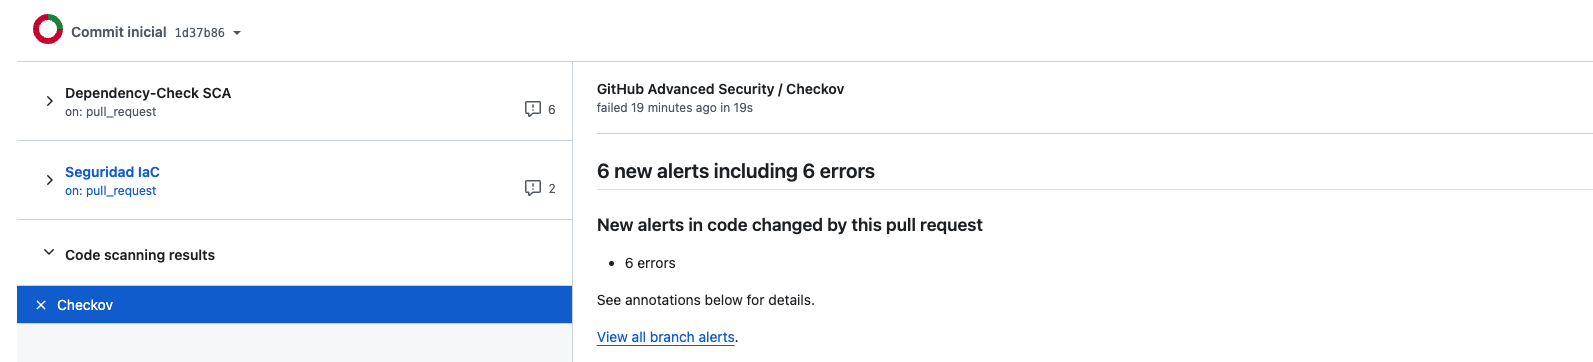 Commit inicial 1d37b86
Dependency-Check SCA
on: pull_request
6
Seguridad IaC
on: pull_request
2
Code scanning results
Checkov
GitHub Advanced Security / Checkov
failed 19 minutes ago in 19s
6 new alerts including 6 errors
New alerts in code changed by this pull request
• 6 errors
See annotations below for details.
View all branch alerts.